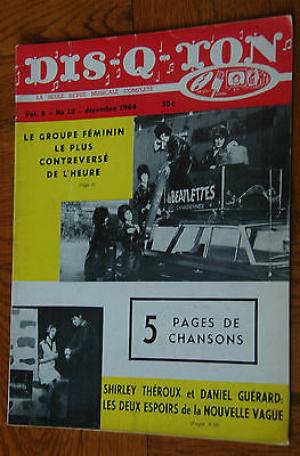 DIS-Q-TON
LA SEULE REVUE MUSICALE COMPLETE
Vol. 6 - No 12 - décembre 1964 35c
LE GROUPE FÉMININ
LE PLUS
CONTREVERSÉ
DE L'HEURE
BEATLETTES
CANADIENNES
5 PAGES DE
CHANSONS
SHIRLEY THÉROUX et DANIEL GUÉRARD:
LES DEUX ESPOIRS de la NOUVELLE VAGUE